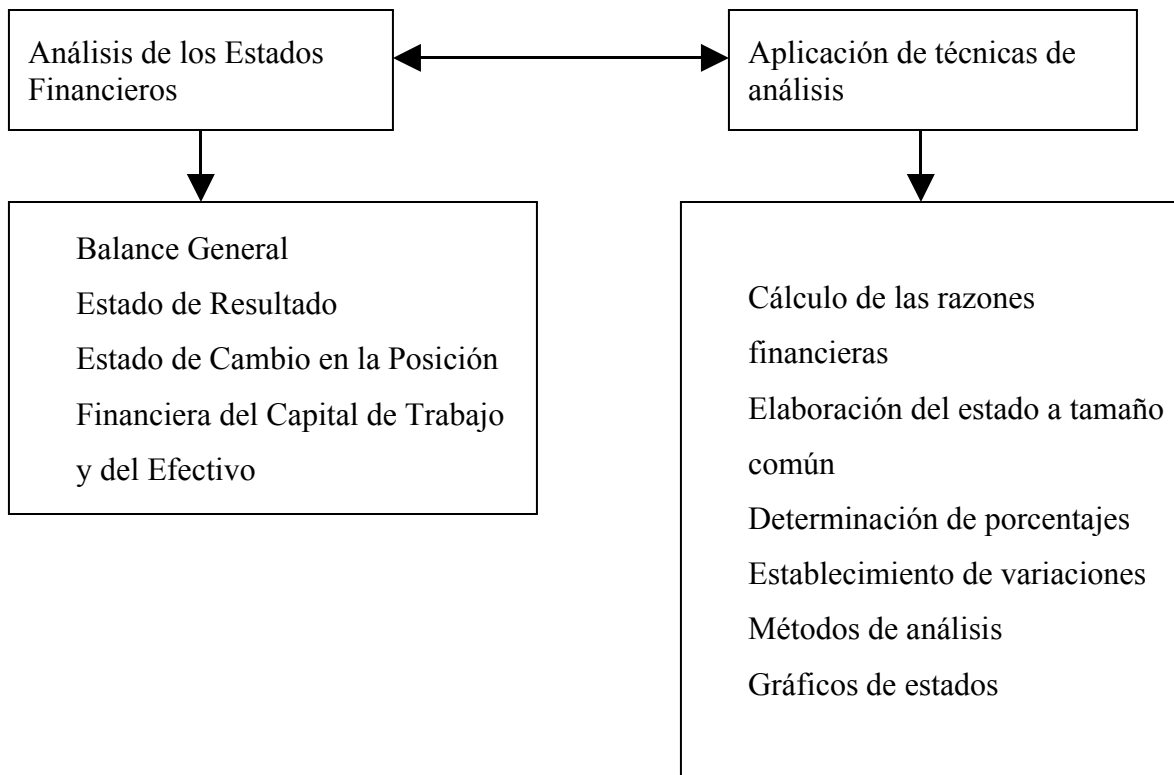 Análisis de los Estados
Financieros
Aplicación de técnicas de
análisis
Balance General
Estado de Resultado
Estado de Cambio en la Posición
Financiera del Capital de Trabajo
y del Efectivo
Cálculo de las razones
financieras
Elaboración del estado a tamaño
común
Determinación de porcentajes
Establecimiento de variaciones
Métodos de análisis
Gráficos de estados